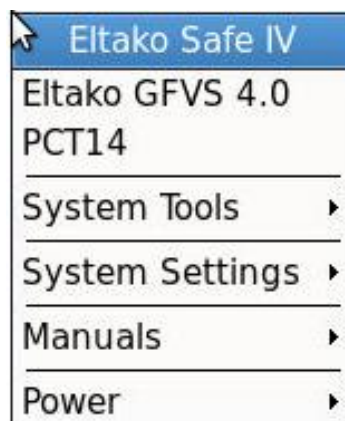 Eltako Safe IV
Eltako GFVS 4.0
PCT14
System Tools
System Settings
Manuals
Power